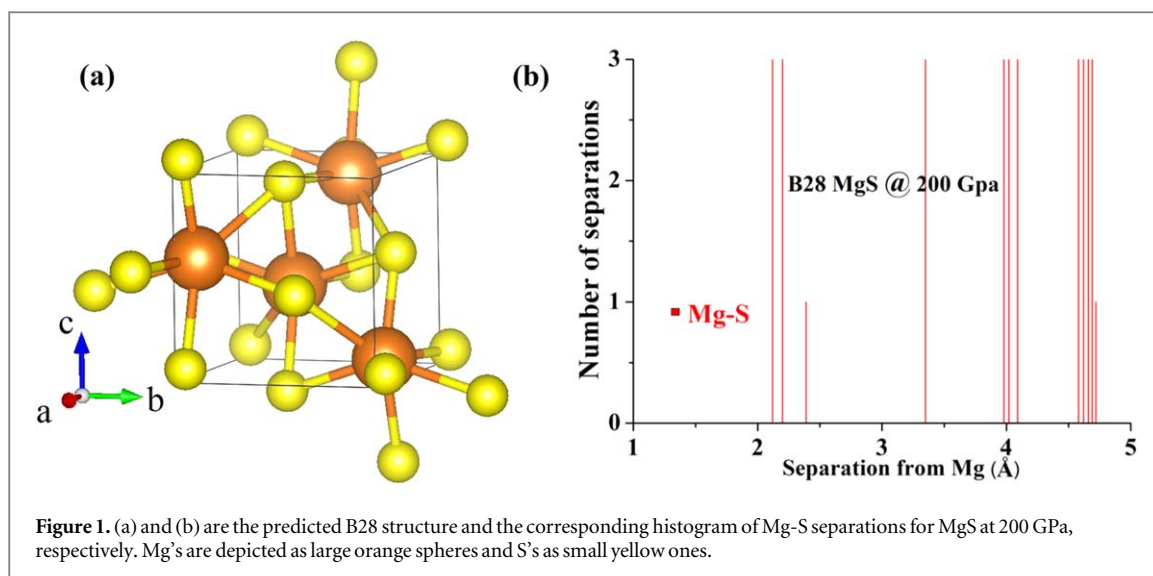 (a)
c
b
a
(b)
Number of separations
3
2
1
0
B28 MgS @ 200 Gpa
Mg-S
1 2 3 4 5
Separation from Mg (Å)
Figure 1. (a) and (b) are the predicted B28 structure and the corresponding histogram of Mg-S separations for MgS at 200 GPa,
respectively. Mg's are depicted as large orange spheres and S's as small yellow ones.